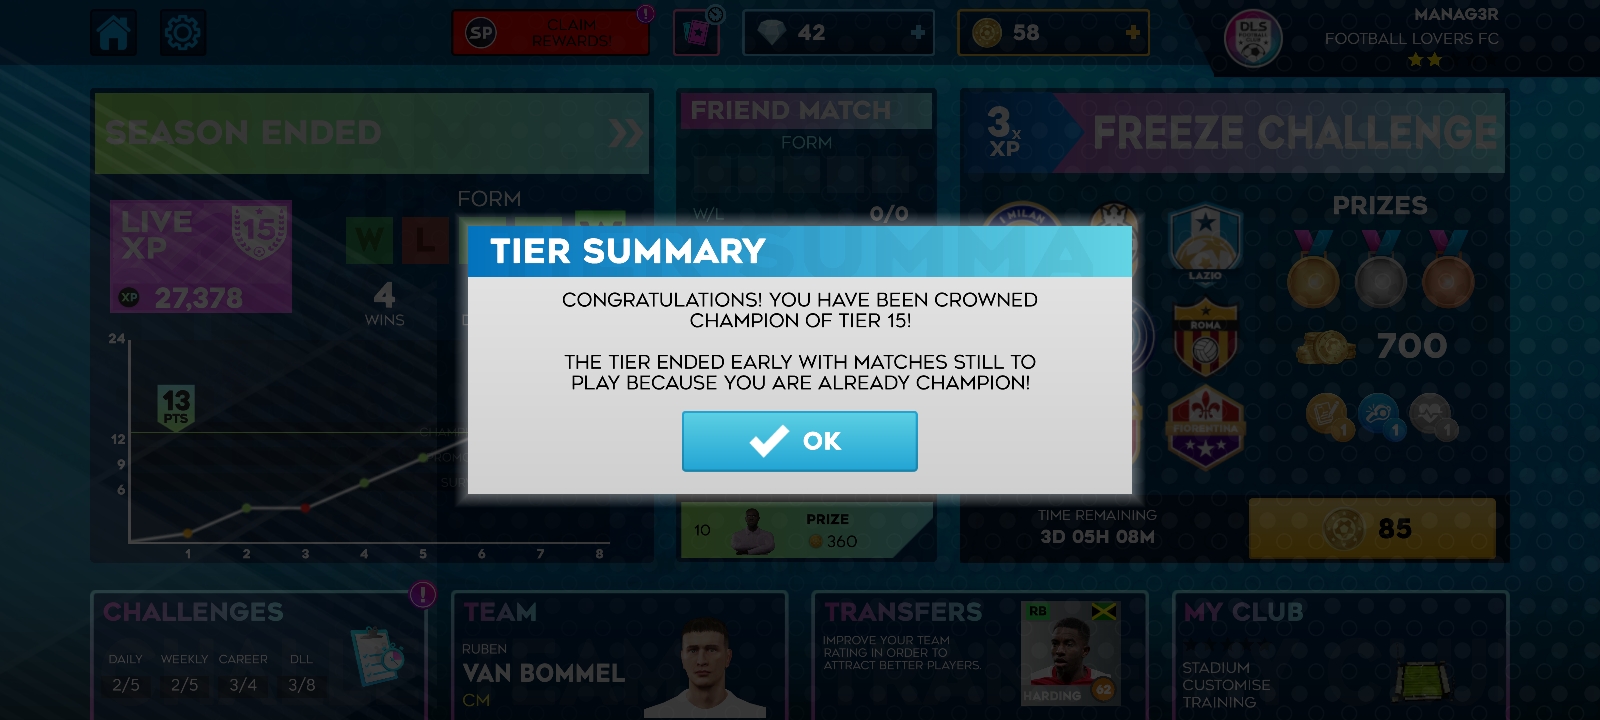 CLAIM
REWARDS!
SP
42
58
DLS
MANAG3R
FOOTBALL LOVERS FC
SEASON ENDED
LIVE
XP
15
XP 27,378
FORM
W L
4
WINS
24
13
PTS
12
9
6
1 2 3 4 5 6 7 8
FRIEND MATCH
FORM
W/L 0/0
10
PRIZE
360
3x
XP
FREEZE CHALLENGE
MILAN
LAZIO
ROMA
FIORENTINA
PRIZES
700
1 1 1
TIME REMAINING
3D 05H 08M
85
TIER SUMMARY
CONGRATULATIONS! YOU HAVE BEEN CROWNED
CHAMPION OF TIER 15!
THE TIER ENDED EARLY WITH MATCHES STILL TO
PLAY BECAUSE YOU ARE ALREADY CHAMPION!
OK
CHALLENGES
DAILY WEEKLY CAREER DLL
2/5 2/5 3/4 3/8
TEAM
RUBEN
VAN BOMMEL
CM
TRANSFERS
IMPROVE YOUR TEAM
RATING IN ORDER TO
ATTRACT BETTER PLAYERS.
RB
HARDING 62
MY CLUB
STADIUM
CUSTOMISE
TRAINING